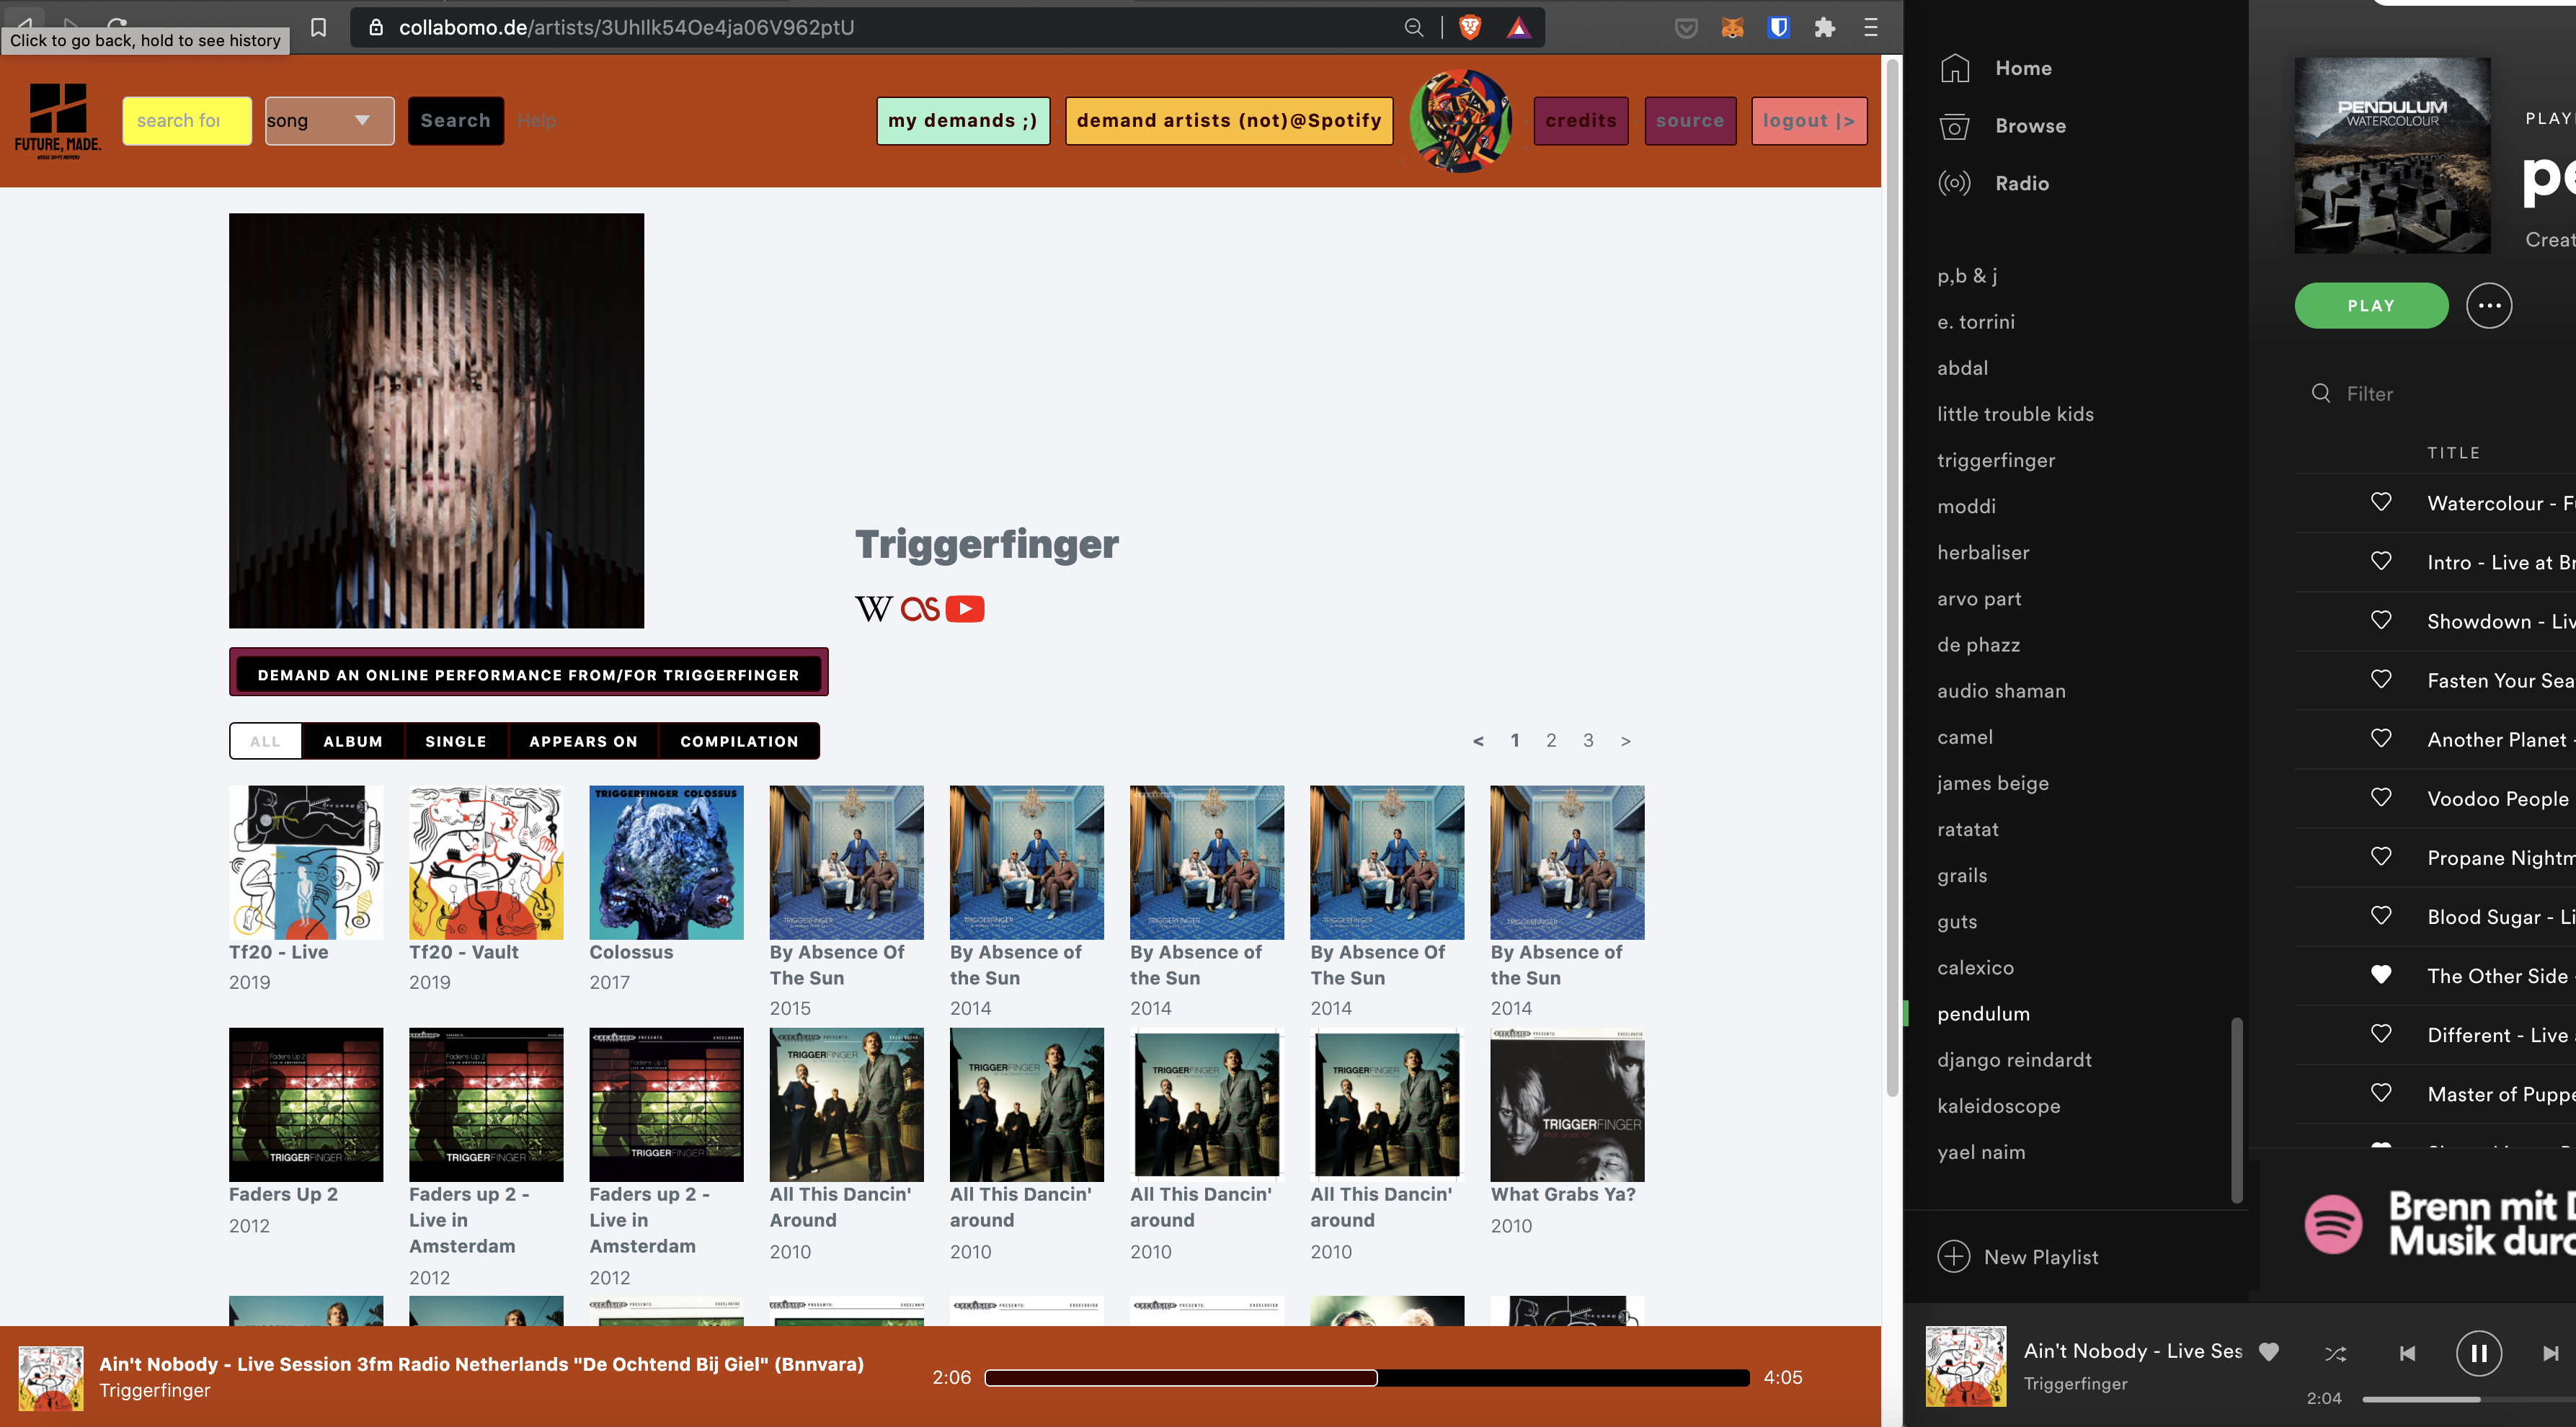 Click to go back, hold to see history
collabomo.de/artists/3Uhllk54Oe4ja06V962ptU
FUTURE, MADE.
search for
song
Search
Help
my demands ;)
demand artists (not)@Spotify
credits
source
logout |>
Triggerfinger
DEMAND AN ONLINE PERFORMANCE FROM/FOR TRIGGERFINGER
ALL
ALBUM
SINGLE
APPEARS ON
COMPILATION
< 1 2 3 >
TRIGGERFINGER COLOSSUS
Tf20 - Live
2019
Tf20 - Vault
2019
Colossus
2017
By Absence Of
The Sun
2015
By Absence of
the Sun
2014
By Absence of
the Sun
2014
By Absence Of
The Sun
2014
By Absence of
the Sun
2014
Faders Up 2
2012
Faders up 2 -
Live in
Amsterdam
2012
Faders up 2 -
Live in
Amsterdam
2012
All This Dancin'
Around
2010
All This Dancin'
around
2010
All This Dancin'
around
2010
All This Dancin'
around
2010
What Grabs Ya?
2010
Ain't Nobody - Live Session 3fm Radio Netherlands "De Ochtend Bij Giel" (Bnnvara)
Triggerfinger
2:06
4:05
Home
Browse
Radio
p,b & j
e. torrini
abdal
little trouble kids
triggerfinger
moddi
herbaliser
arvo part
de phazz
audio shaman
camel
james beige
ratatat
grails
guts
calexico
pendulum
django reindardt
kaleidoscope
yael naim
New Playlist
PENDULUM
WATERCOLOUR
PLAY
pe
Creat
PLAY
Filter
TITLE
Watercolour - F
Intro - Live at Br
Showdown - Liv
Fasten Your Sea
Another Planet -
Voodoo People
Propane Nightm
Blood Sugar - Li
The Other Side -
Different - Live
Master of Puppe
Brenn mit D
Musik durc
Ain't Nobody - Live Ses
Triggerfinger
2:04